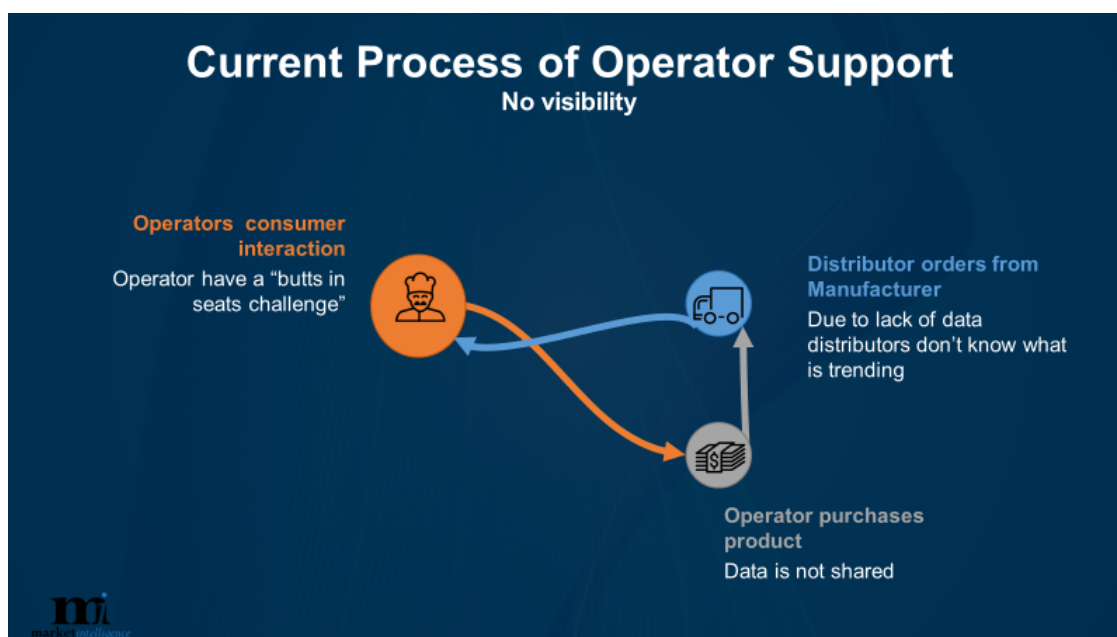 Current Process of Operator Support
No visibility
Operators consumer
interaction
Operator have a “butts in
seats challenge”
Distributor orders from
Manufacturer
Due to lack of data
distributors don’t know what
is trending
$
Operator purchases
product
Data is not shared
mi
marketintelligence